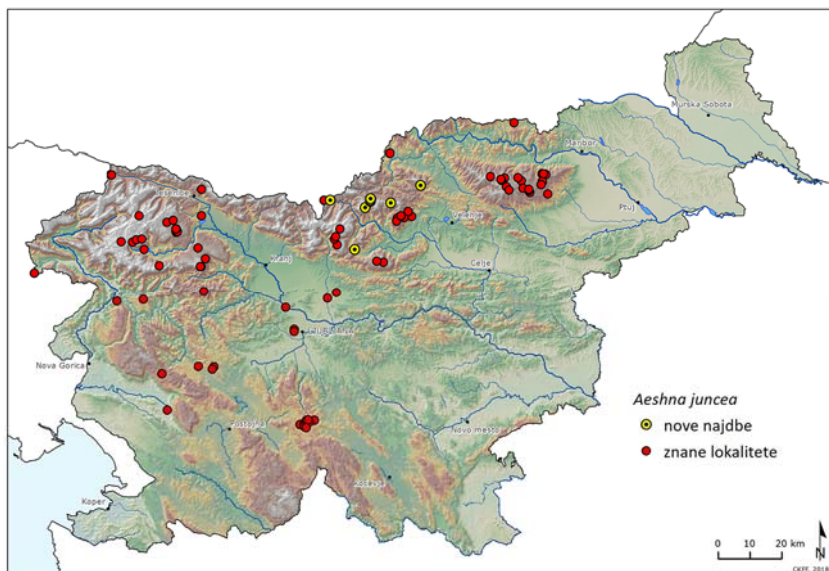 Murska Sobota
Maribor
Jesenice
Ptuj
Velenje
Kranj
Celje
LJUBLJANA
Nova Gorica
Aeshna juncea
nove najdbe
Postojna
Novo mesto
znane lokalitete
Kočevje
Koper
N
0 10 20 km
CKFF, 2018